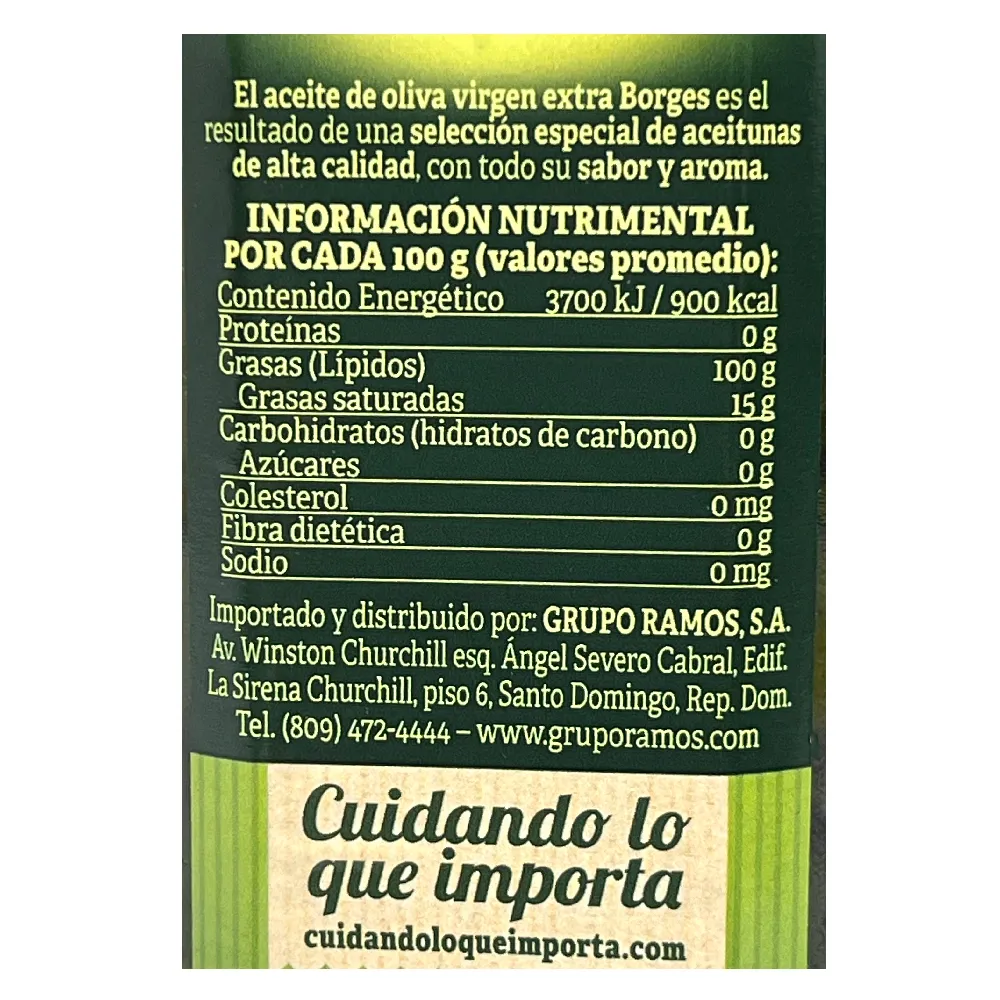 El aceite de oliva virgen extra Borges es el
resultado de una selección especial de aceitunas
de alta calidad, con todo su sabor y aroma.
INFORMACIÓN NUTRIMENTAL
POR CADA 100 g (valores promedio):
Contenido Energético 3700 kJ / 900 kcal
Proteínas 0 g
Grasas (Lípidos) 100 g
Grasas saturadas 15 g
Carbohidratos (hidratos de carbono) 0 g
Azúcares 0 g
Colesterol 0 mg
Fibra dietética 0 g
Sodio 0 mg
Importado y distribuido por: GRUPO RAMOS, S.A.
Av. Winston Churchill esq. Ángel Severo Cabral, Edif.
La Sirena Churchill, piso 6, Santo Domingo, Rep. Dom.
Tel. (809) 472-4444 – www.gruporamos.com
Cuidando lo
que importa
cuidandoloqueimporta.com